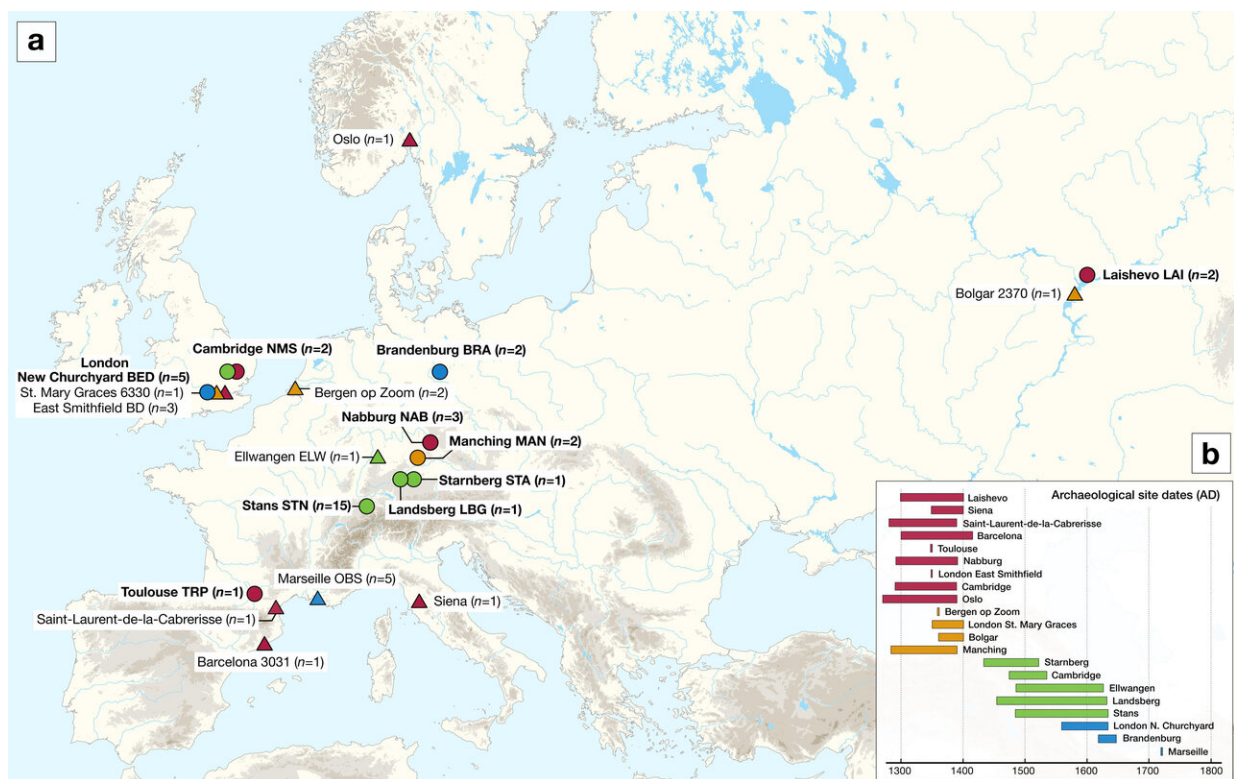 a
Oslo (n=1)
Laishevo LAI (n=2)
Bolgar 2370 (n=1)
Cambridge NMS (n=2)
Brandenburg BRA (n=2)
London
New Churchyard BED (n=5)
St. Mary Graces 6330 (n=1)
East Smithfield BD (n=3)
Bergen op Zoom (n=2)
Nabburg NAB (n=3)
Manching MAN (n=2)
Ellwangen ELW (n=1)
Starnberg STA (n=1)
Stans STN (n=15)
Landsberg LBG (n=1)
Marseille OBS (n=5)
Toulouse TRP (n=1)
Siena (n=1)
Saint-Laurent-de-la-Cabrerisse
(n=1)
Barcelona 3031 (n=1)
b
Archaeological site dates (AD)
Laishevo
Siena
Saint-Laurent-de-la-Cabrerisse
Barcelona
Toulouse
Nabburg
London East Smithfield
Cambridge
Oslo
Bergen op Zoom
London St. Mary Graces
Bolgar
Manching
Starnberg
Cambridge
Ellwangen
Landsberg
Stans
London N. Churchyard
Brandenburg
Marseille
1300 1400 1500 1600 1700 1800